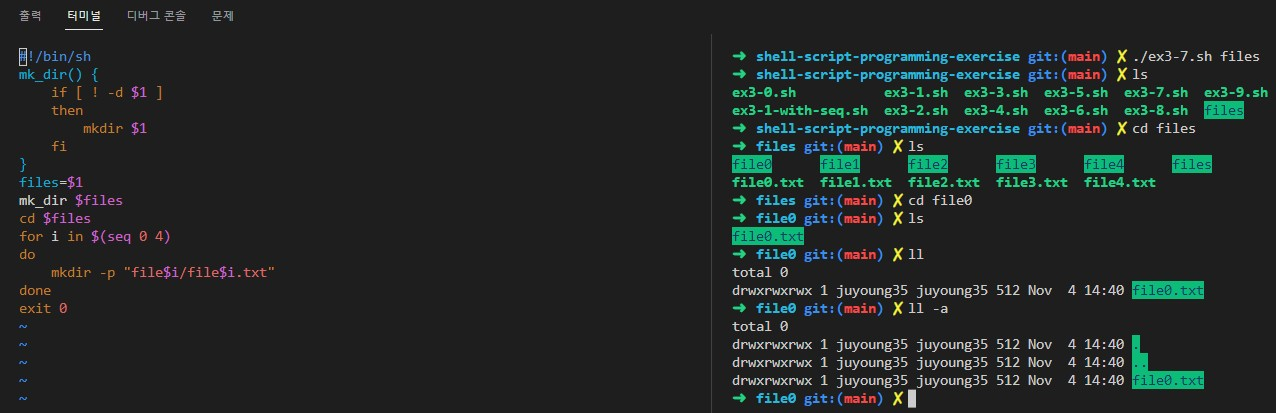 출력 터미널 디버그 콘솔 문제
#!/bin/sh
mk_dir() {
    if [ ! -d $1 ]
    then
        mkdir $1
    fi
}
files=$1
mk_dir $files
cd $files
for i in $(seq 0 4)
do
    mkdir -p "file$i/file$i.txt"
done
exit 0
~
~
~
~
~
➜ shell-script-programming-exercise git:(main) ✗ ./ex3-7.sh files
➜ shell-script-programming-exercise git:(main) ✗ ls
ex3-0.sh ex3-1.sh ex3-3.sh ex3-5.sh ex3-7.sh ex3-9.sh
ex3-1-with-seq.sh ex3-2.sh ex3-4.sh ex3-6.sh ex3-8.sh files
➜ shell-script-programming-exercise git:(main) ✗ cd files
➜ files git:(main) ✗ ls
file0 file1 file2 file3 file4 files
file0.txt file1.txt file2.txt file3.txt file4.txt
➜ files git:(main) ✗ cd file0
➜ file0 git:(main) ✗ ls
file0.txt
➜ file0 git:(main) ✗ ll
total 0
drwxrwxrwx 1 juyoung35 juyoung35 512 Nov  4 14:40 file0.txt
➜ file0 git:(main) ✗ ll -a
total 0
drwxrwxrwx 1 juyoung35 juyoung35 512 Nov  4 14:40 .
drwxrwxrwx 1 juyoung35 juyoung35 512 Nov  4 14:40 ..
drwxrwxrwx 1 juyoung35 juyoung35 512 Nov  4 14:40 file0.txt
➜ file0 git:(main) ✗